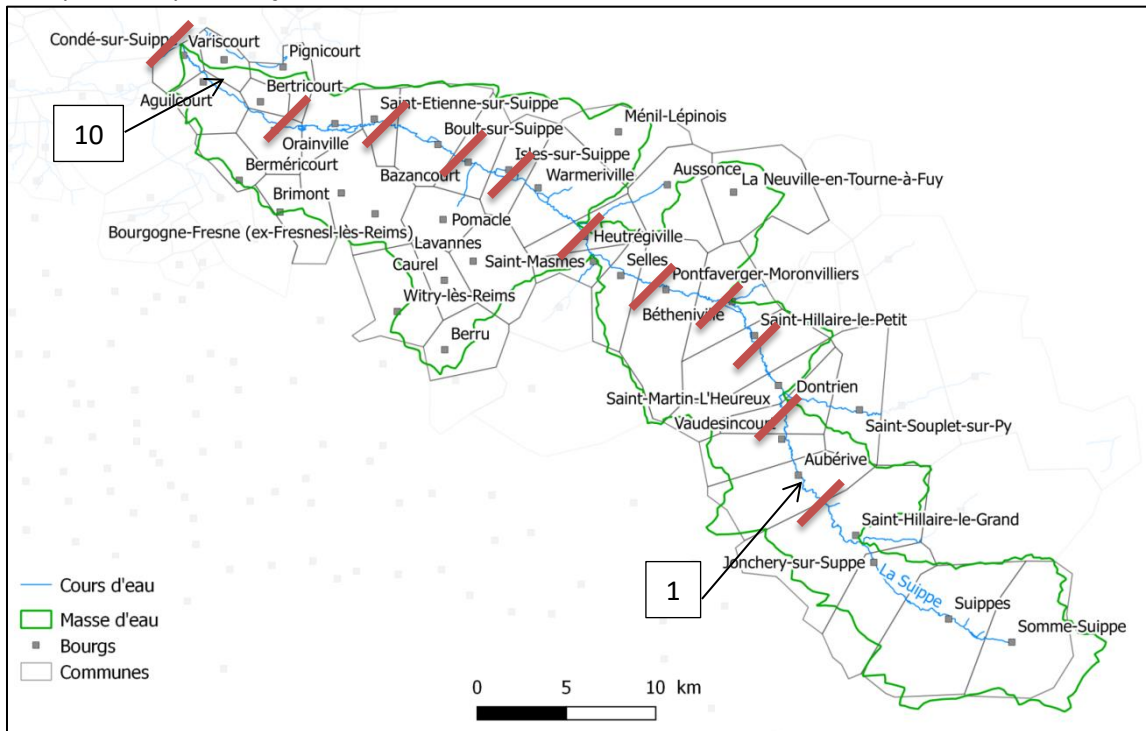 Condé-sur-Suippe
Variscourt
Pignicourt
Aguilcourt
Bertricourt
10
Saint-Etienne-sur-Suippe
Ménil-Lépinois
Orainville
Boult-sur-Suippe
Berméricourt
Bazancourt
Isles-sur-Suippe
Warmeriville
Aussonce
La Neuville-en-Tourne-à-Fuy
Brimont
Pomacle
Bourgogne-Fresne (ex-Fresnesl-lès-Reims)
Lavannes
Heutrégiville
Saint-Masmes
Selles
Caurel
Pontfaverger-Moronvilliers
Witry-lès-Reims
Bétheniville
Saint-Hillaire-le-Petit
Berru
Saint-Martin-L'Heureux
Dontrien
Vaudesincourt
Saint-Souplet-sur-Py
Aubérive
Saint-Hillaire-le-Grand
Jonchery-sur-Suppe
1
La Suippe
Suippes
Somme-Suippe
Cours d'eau
Masse d'eau
Bourgs
Communes
0 5 10 km